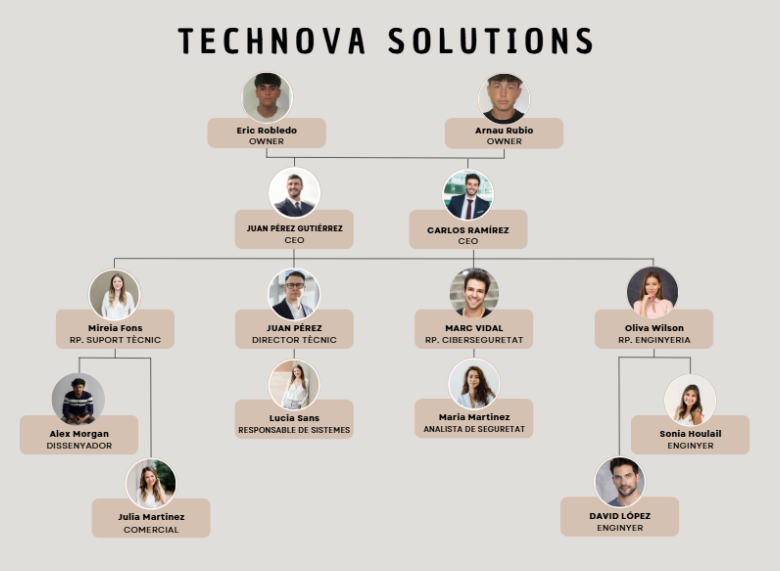 TECHNOVA SOLUTIONS
Eric Robledo
OWNER
Arnau Rubio
OWNER
JUAN PÉREZ GUTIÉRREZ
CEO
CARLOS RAMÍREZ
CEO
Mireia Fons
RP. SUPORT TÈCNIC
JUAN PÉREZ
DIRECTOR TÈCNIC
MARC VIDAL
RP. CIBERSEGURETAT
Oliva Wilson
RP. ENGINYERIA
Alex Morgan
DISSENYADOR
Lucia Sans
RESPONSABLE DE SISTEMES
Maria Martinez
ANALISTA DE SEGURETAT
Sonia Houlail
ENGINYER
Julia Martinez
COMERCIAL
DAVID LÓPEZ
ENGINYER